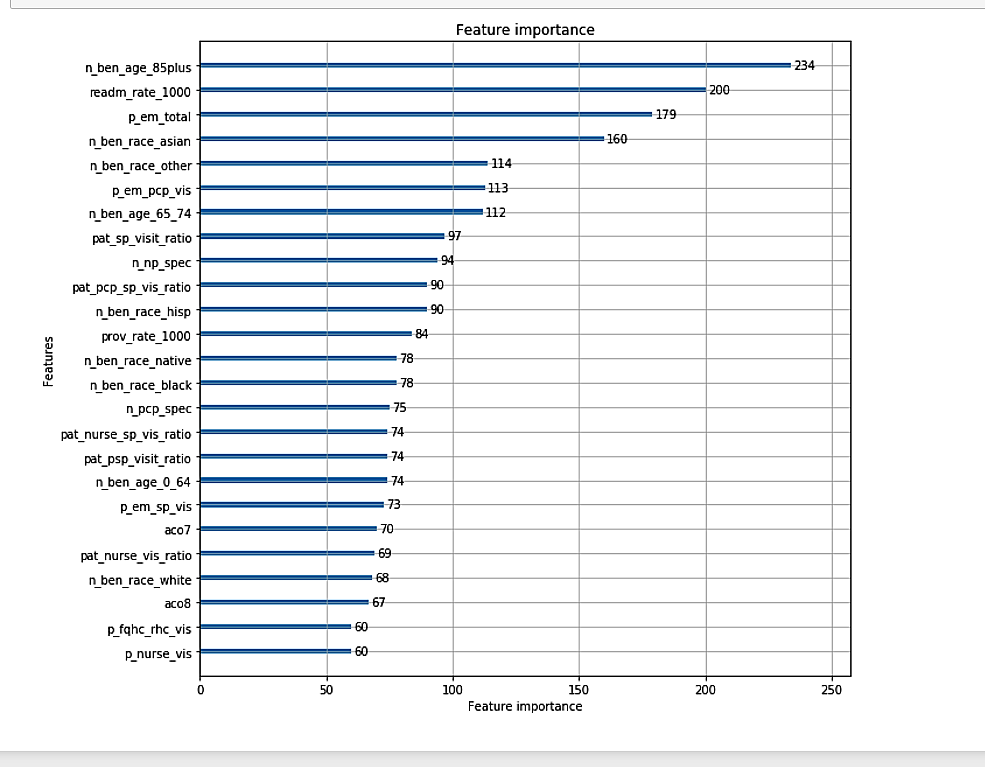 Feature importance
n_ben_age_85plus 234
readm_rate_1000 200
p_em_total 179
n_ben_race_asian 160
n_ben_race_other 114
p_em_pcp_vis 113
n_ben_age_65_74 112
pat_sp_visit_ratio 97
n_np_spec 94
pat_pcp_sp_vis_ratio 90
n_ben_race_hisp 90
prov_rate_1000 84
n_ben_race_native 78
n_ben_race_black 78
n_pcp_spec 75
pat_nurse_sp_vis_ratio 74
pat_psp_visit_ratio 74
n_ben_age_0_64 74
p_em_sp_vis 73
aco7 70
pat_nurse_vis_ratio 69
n_ben_race_white 68
aco8 67
p_fqhc_rhc_vis 60
p_nurse_vis 60
Features
0 50 100 150 200 250
Feature importance